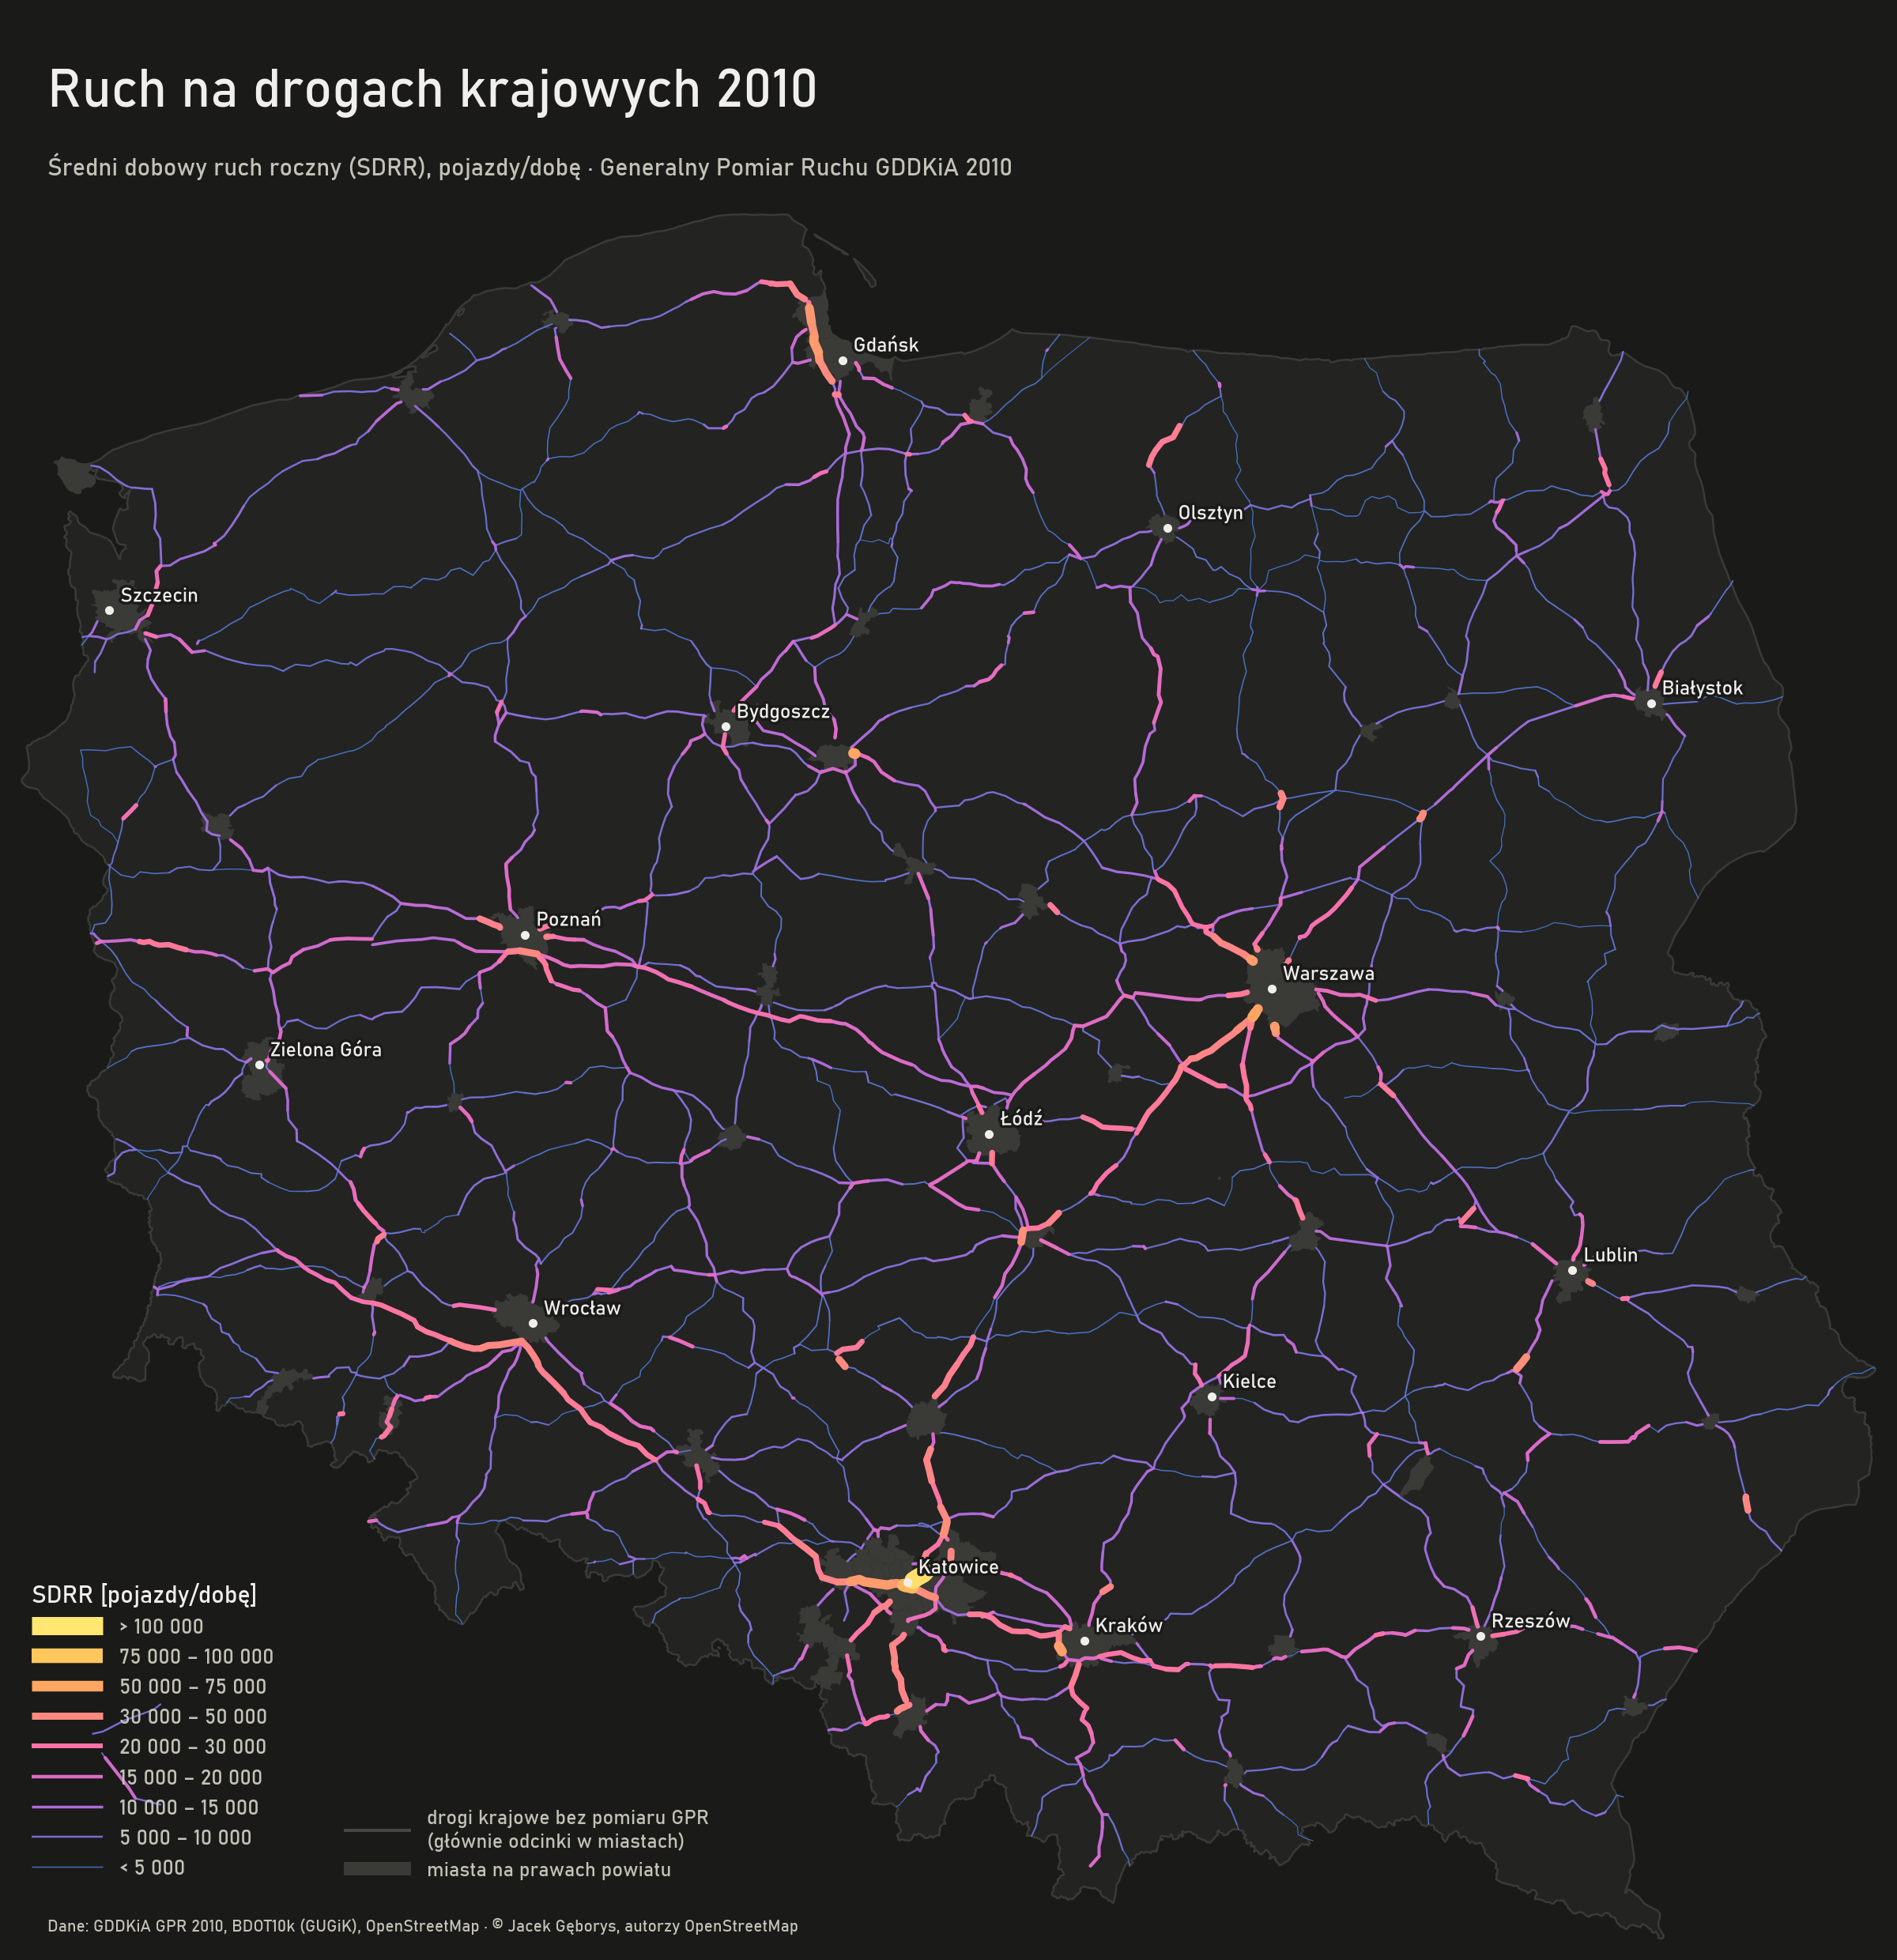 Ruch na drogach krajowych 2010
Średni dobowy ruch roczny (SDRR), pojazdy/dobę · Generalny Pomiar Ruchu GDDKiA 2010
Gdańsk
Olsztyn
Szczecin
Białystok
Bydgoszcz
Poznań
Warszawa
Zielona Góra
Łódź
Lublin
Wrocław
Kielce
Katowice
Kraków
Rzeszów
SDRR [pojazdy/dobę]
> 100 000
75 000 – 100 000
50 000 – 75 000
30 000 – 50 000
20 000 – 30 000
15 000 – 20 000
10 000 – 15 000
5 000 – 10 000
< 5 000
drogi krajowe bez pomiaru GPR
(głównie odcinki w miastach)
miasta na prawach powiatu
Dane: GDDKiA GPR 2010, BDOT10k (GUGiK), OpenStreetMap · © Jacek Gęborys, autorzy OpenStreetMap